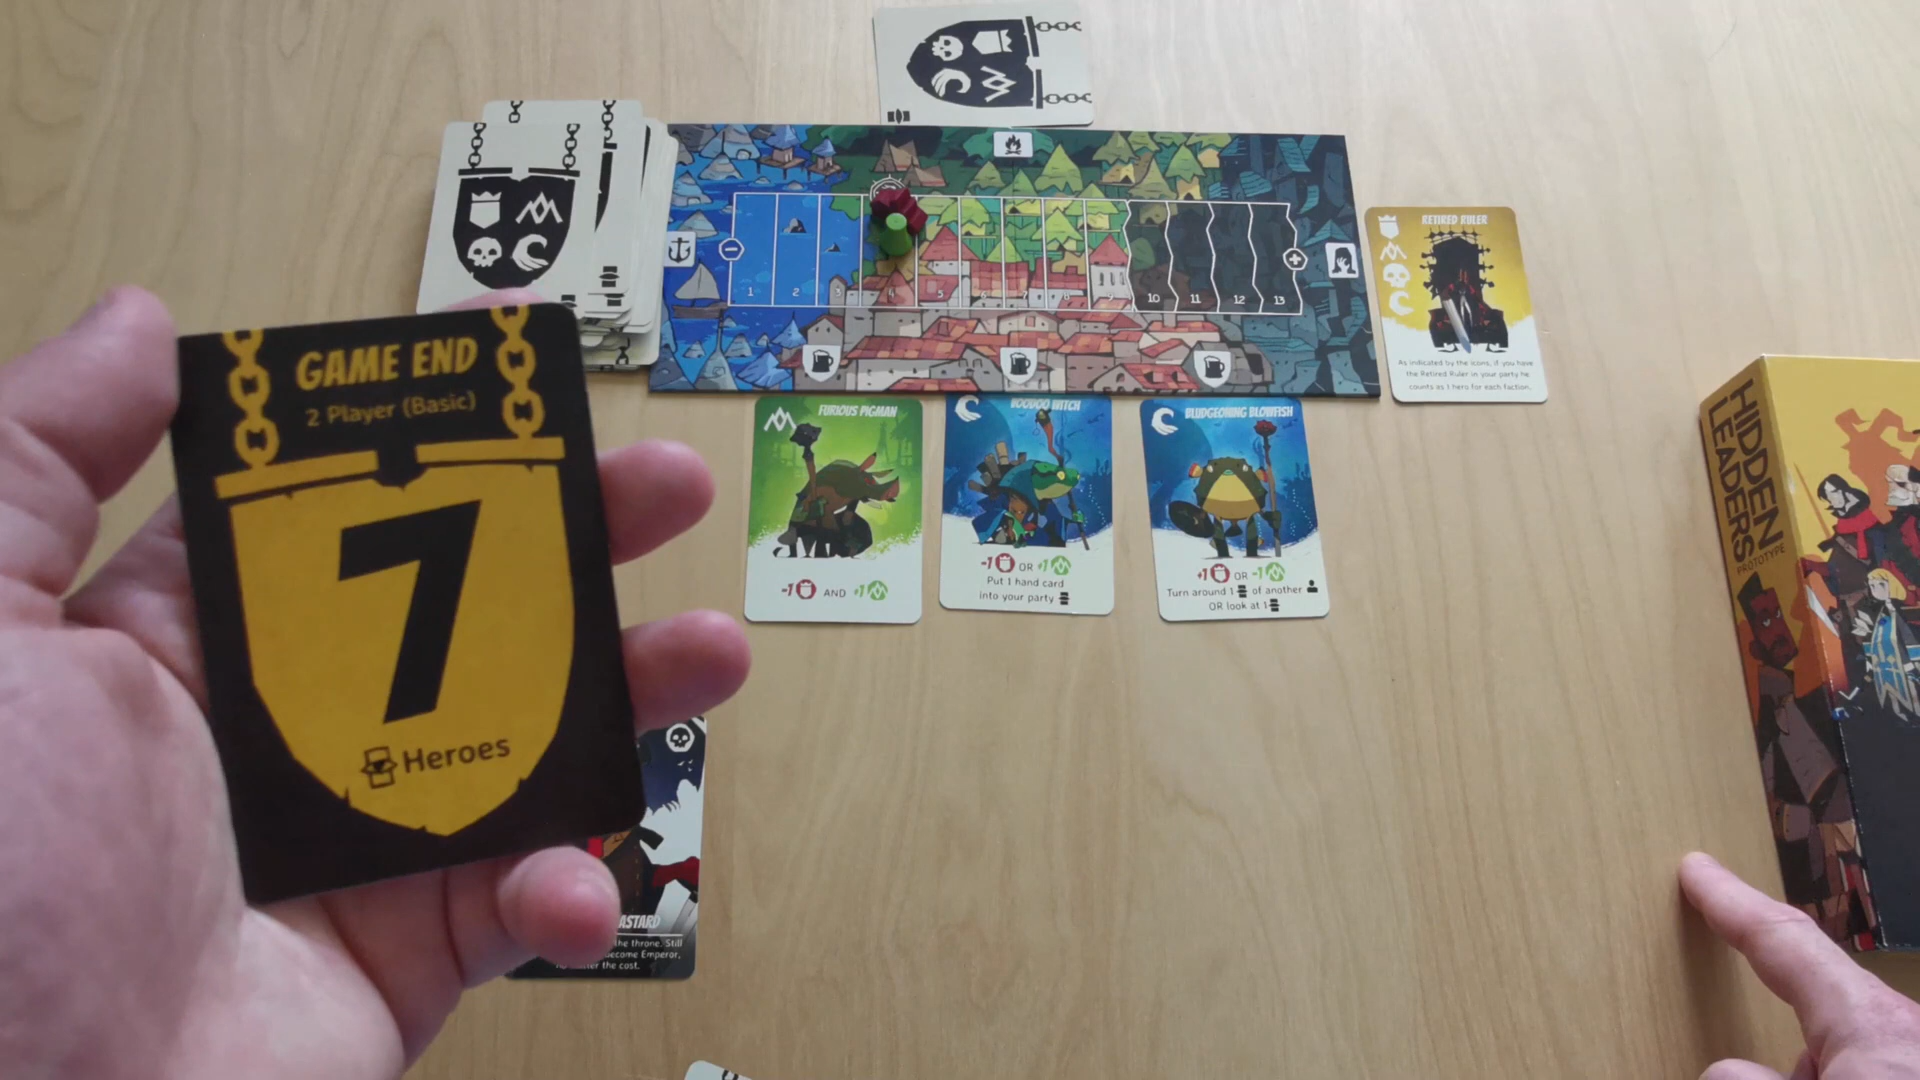 GAME END
2 Player (Basic)
7
Heroes
1
2
3
4
5
6
7
8
9
10
11
12
13
RETIRED RULER
As indicated by the icons, if you have
the Retired Ruler in your party he
counts as 1 hero for each faction.
FURIOUS PIGMAN
-1 AND +1
VOODOO WITCH
-1 OR +1
Put 1 hand card
into your party
BLUDGEONING BLOWFISH
+1 OR -1
Turn around 1 of another
OR look at 1
HIDDEN
LEADERS
PROTOTYPE
ASTARD
the throne. Still
become Emperor,
the cost.